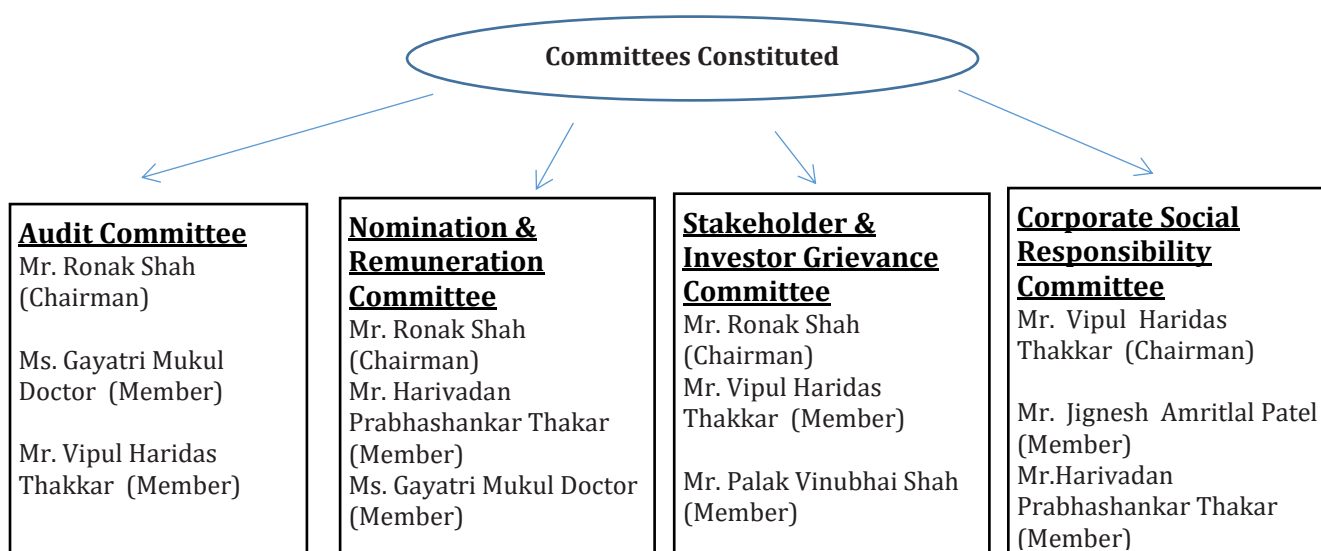 Committees Constituted
Audit Committee
Mr. Ronak Shah
(Chairman)
Ms. Gayatri Mukul
Doctor (Member)
Mr. Vipul Haridas
Thakkar (Member)
Nomination &
Remuneration
Committee
Mr. Ronak Shah
(Chairman)
Mr. Harivadan
Prabhashankar Thakar
(Member)
Ms. Gayatri Mukul Doctor
(Member)
Stakeholder &
Investor Grievance
Committee
Mr. Ronak Shah
(Chairman)
Mr. Vipul Haridas
Thakkar (Member)
Mr. Palak Vinubhai Shah
(Member)
Corporate Social
Responsibility
Committee
Mr. Vipul Haridas
Thakkar (Chairman)
Mr. Jignesh Amritlal Patel
(Member)
Mr.Harivadan
Prabhashankar Thakar
(Member)